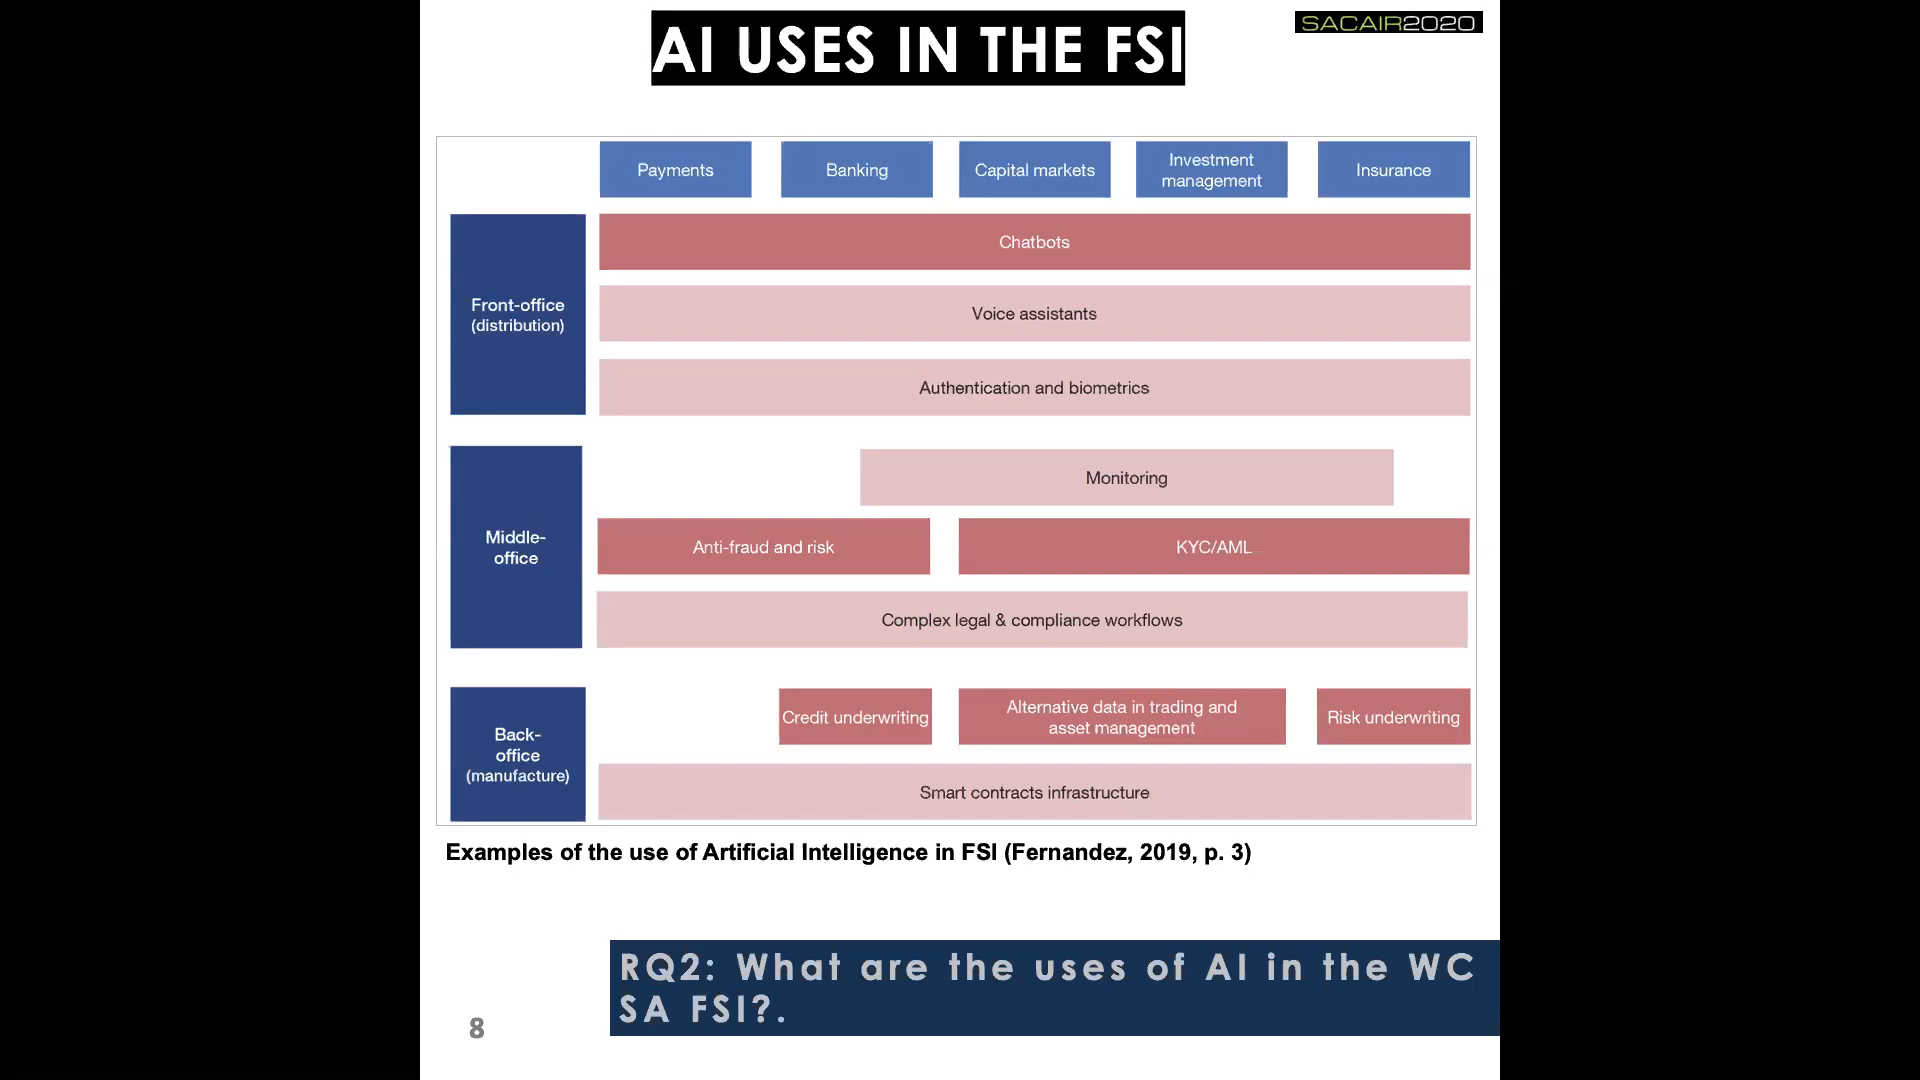 AI USES IN THE FSI
SACAIR2020
Payments
Banking
Capital markets
Investment
management
Insurance
Front-office
(distribution)
Chatbots
Voice assistants
Authentication and biometrics
Middle-
office
Monitoring
Anti-fraud and risk
KYC/AML
Complex legal & compliance workflows
Back-
office
(manufacture)
Credit underwriting
Alternative data in trading and
asset management
Risk underwriting
Smart contracts infrastructure
Examples of the use of Artificial Intelligence in FSI (Fernandez, 2019, p. 3)
RQ2: What are the uses of AI in the WC
SA FSI?.
8